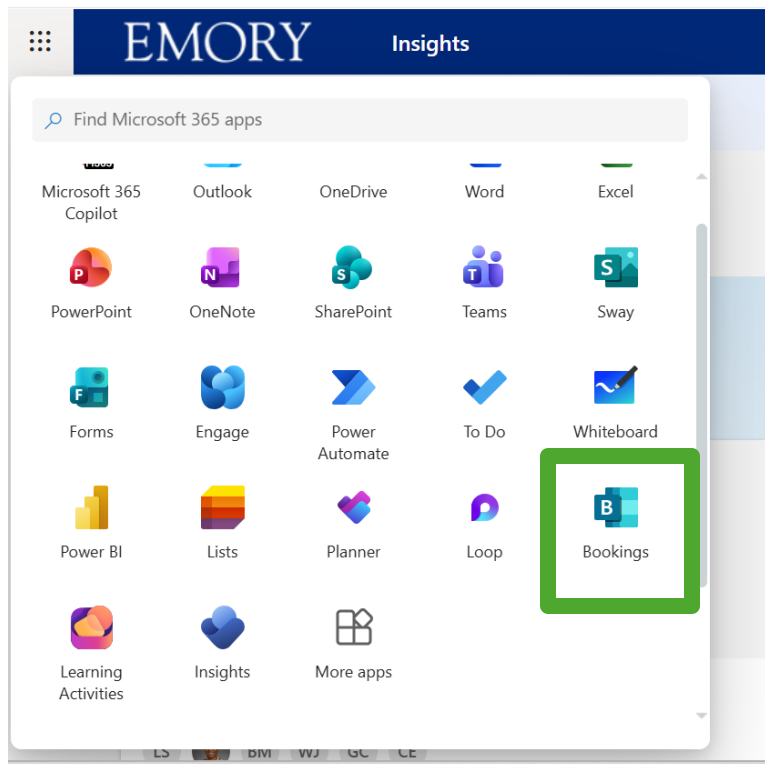 EMORY Insights
Find Microsoft 365 apps
Microsoft 365
Copilot
Outlook
OneDrive
Word
Excel
P
N
S
T
S
PowerPoint
OneNote
SharePoint
Teams
Sway
F
Forms
Engage
Power
Automate
To Do
Whiteboard
B
Power BI
Lists
Planner
Loop
Bookings
Learning
Activities
Insights
More apps
LS
BM
WJ
GC
CE